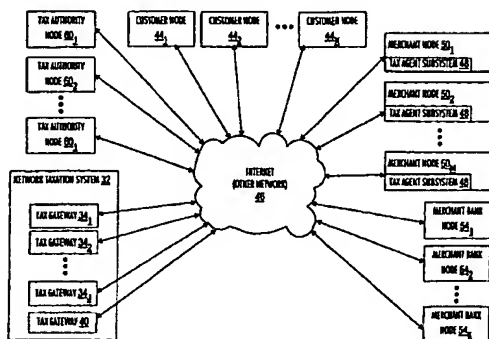 TAX AUTHORITY
NODE 60₁
TAX AUTHORITY
NODE 60₂
TAX AUTHORITY
NODE 60₁
CUSTOMER NODE
44₁
CUSTOMER NODE
44₂
CUSTOMER NODE
44ₓ
MERCHANT NODE 50₁
TAX AGENT SUBSYSTEM 48
MERCHANT NODE 50₂
TAX AGENT SUBSYSTEM 48
MERCHANT NODE 50ₘ
TAX AGENT SUBSYSTEM 48
INTERNET
(OTHER NETWORK)
46
NETWORK TAXATION SYSTEM 32
TAX GATEWAY 34₁
TAX GATEWAY 34₂
TAX GATEWAY 34ⱼ
TAX GATEWAY 40
MERCHANT BANK
NODE 54₁
MERCHANT BANK
NODE 54₂
MERCHANT BANK
NODE 54ₖ